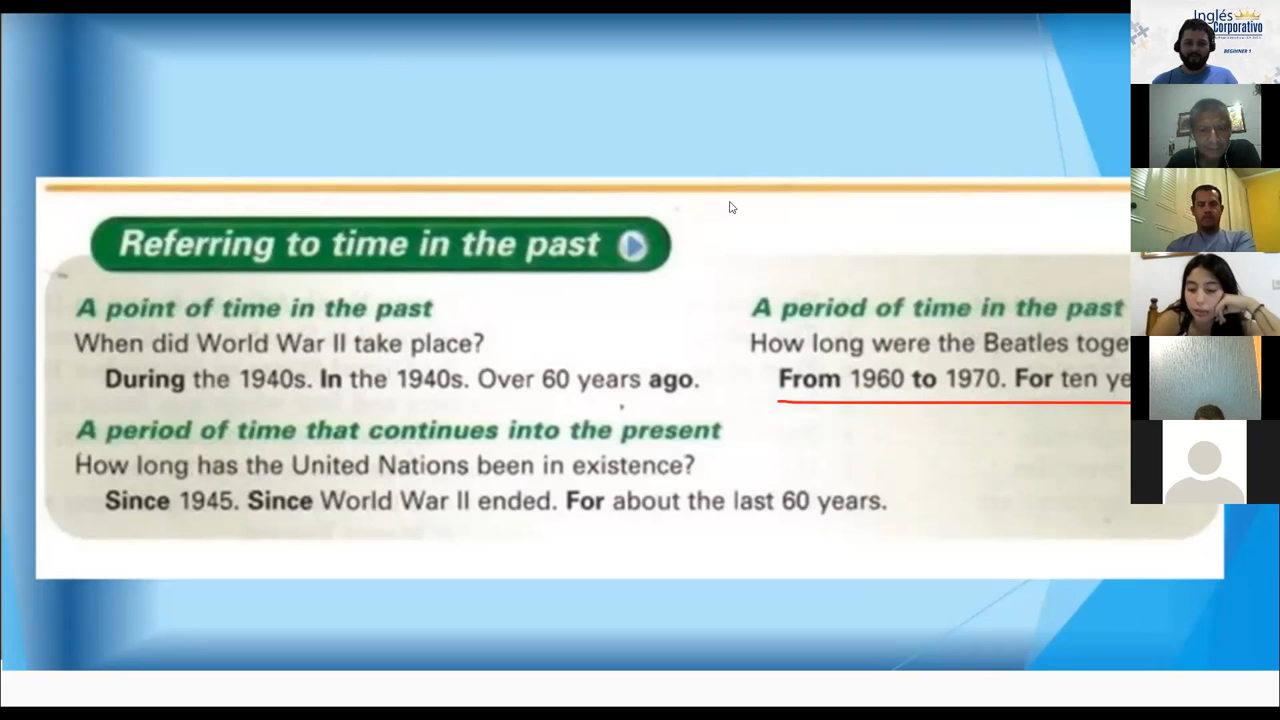 Referring to time in the past
A point of time in the past
When did World War II take place?
During the 1940s. In the 1940s. Over 60 years ago.
A period of time in the past
How long were the Beatles
From 1960 to 1970. For ten
A period of time that continues into the present
How long has the United Nations been in existence?
Since 1945. Since World War II ended. For about the last 60 years.
Inglés
Corporativo
BEGINNER 1